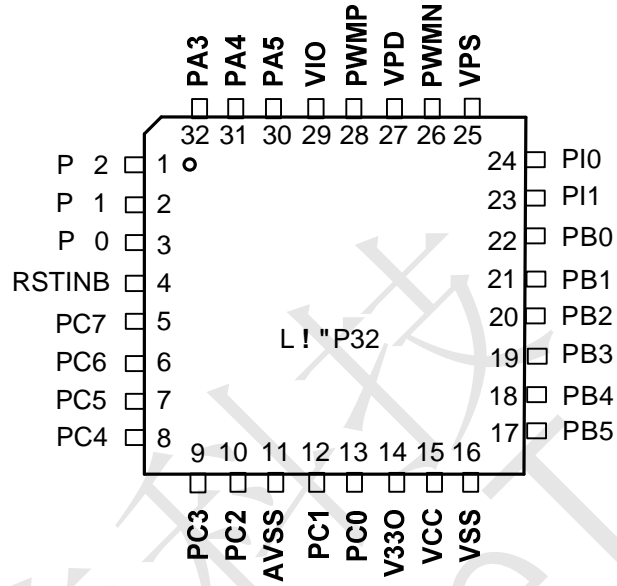 PA3 PA4 PA5 VIO PWMP VPD PWMN VPS
32 31 30 29 28 27 26 25
P 2 1 24 PI0
P 1 2 23 PI1
P 0 3 22 PB0
RSTINB 4 21 PB1
PC7 5 20 PB2
L ! " P32
PC6 6 19 PB3
PC5 7 18 PB4
PC4 8 17 PB5
9 10 11 12 13 14 15 16
PC3 PC2 AVSS PC1 PC0 V33O VCC VSS